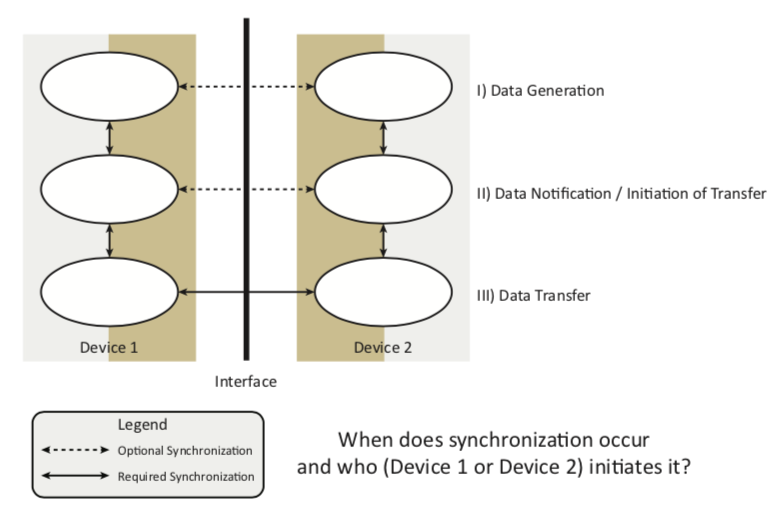 I) Data Generation
II) Data Notification / Initiation of Transfer
III) Data Transfer
Device 1
Device 2
Interface
Legend
Optional Synchronization
Required Synchronization
When does synchronization occur
and who (Device 1 or Device 2) initiates it?